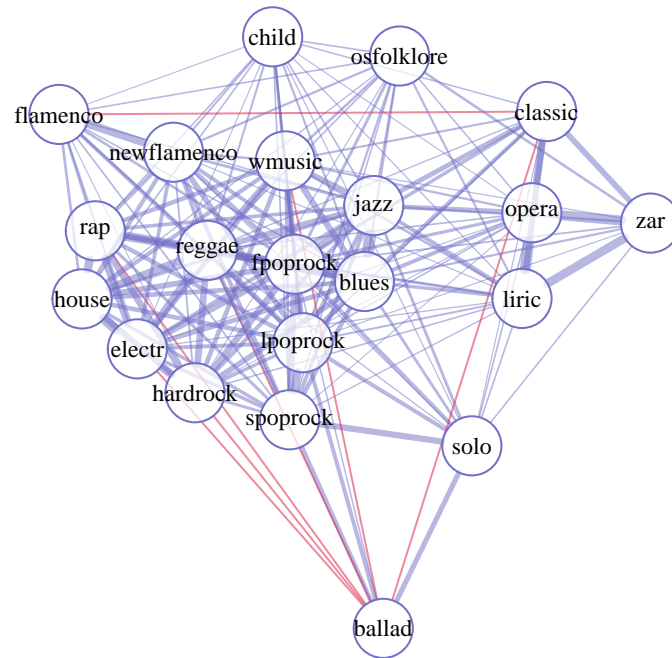 child
osfolklore
flamenco
classic
newflamenco
wmusic
jazz
opera
zar
rap
reggae
fpoprock
blues
house
liric
electr
lpoprock
hardrock
spoprock
solo
ballad